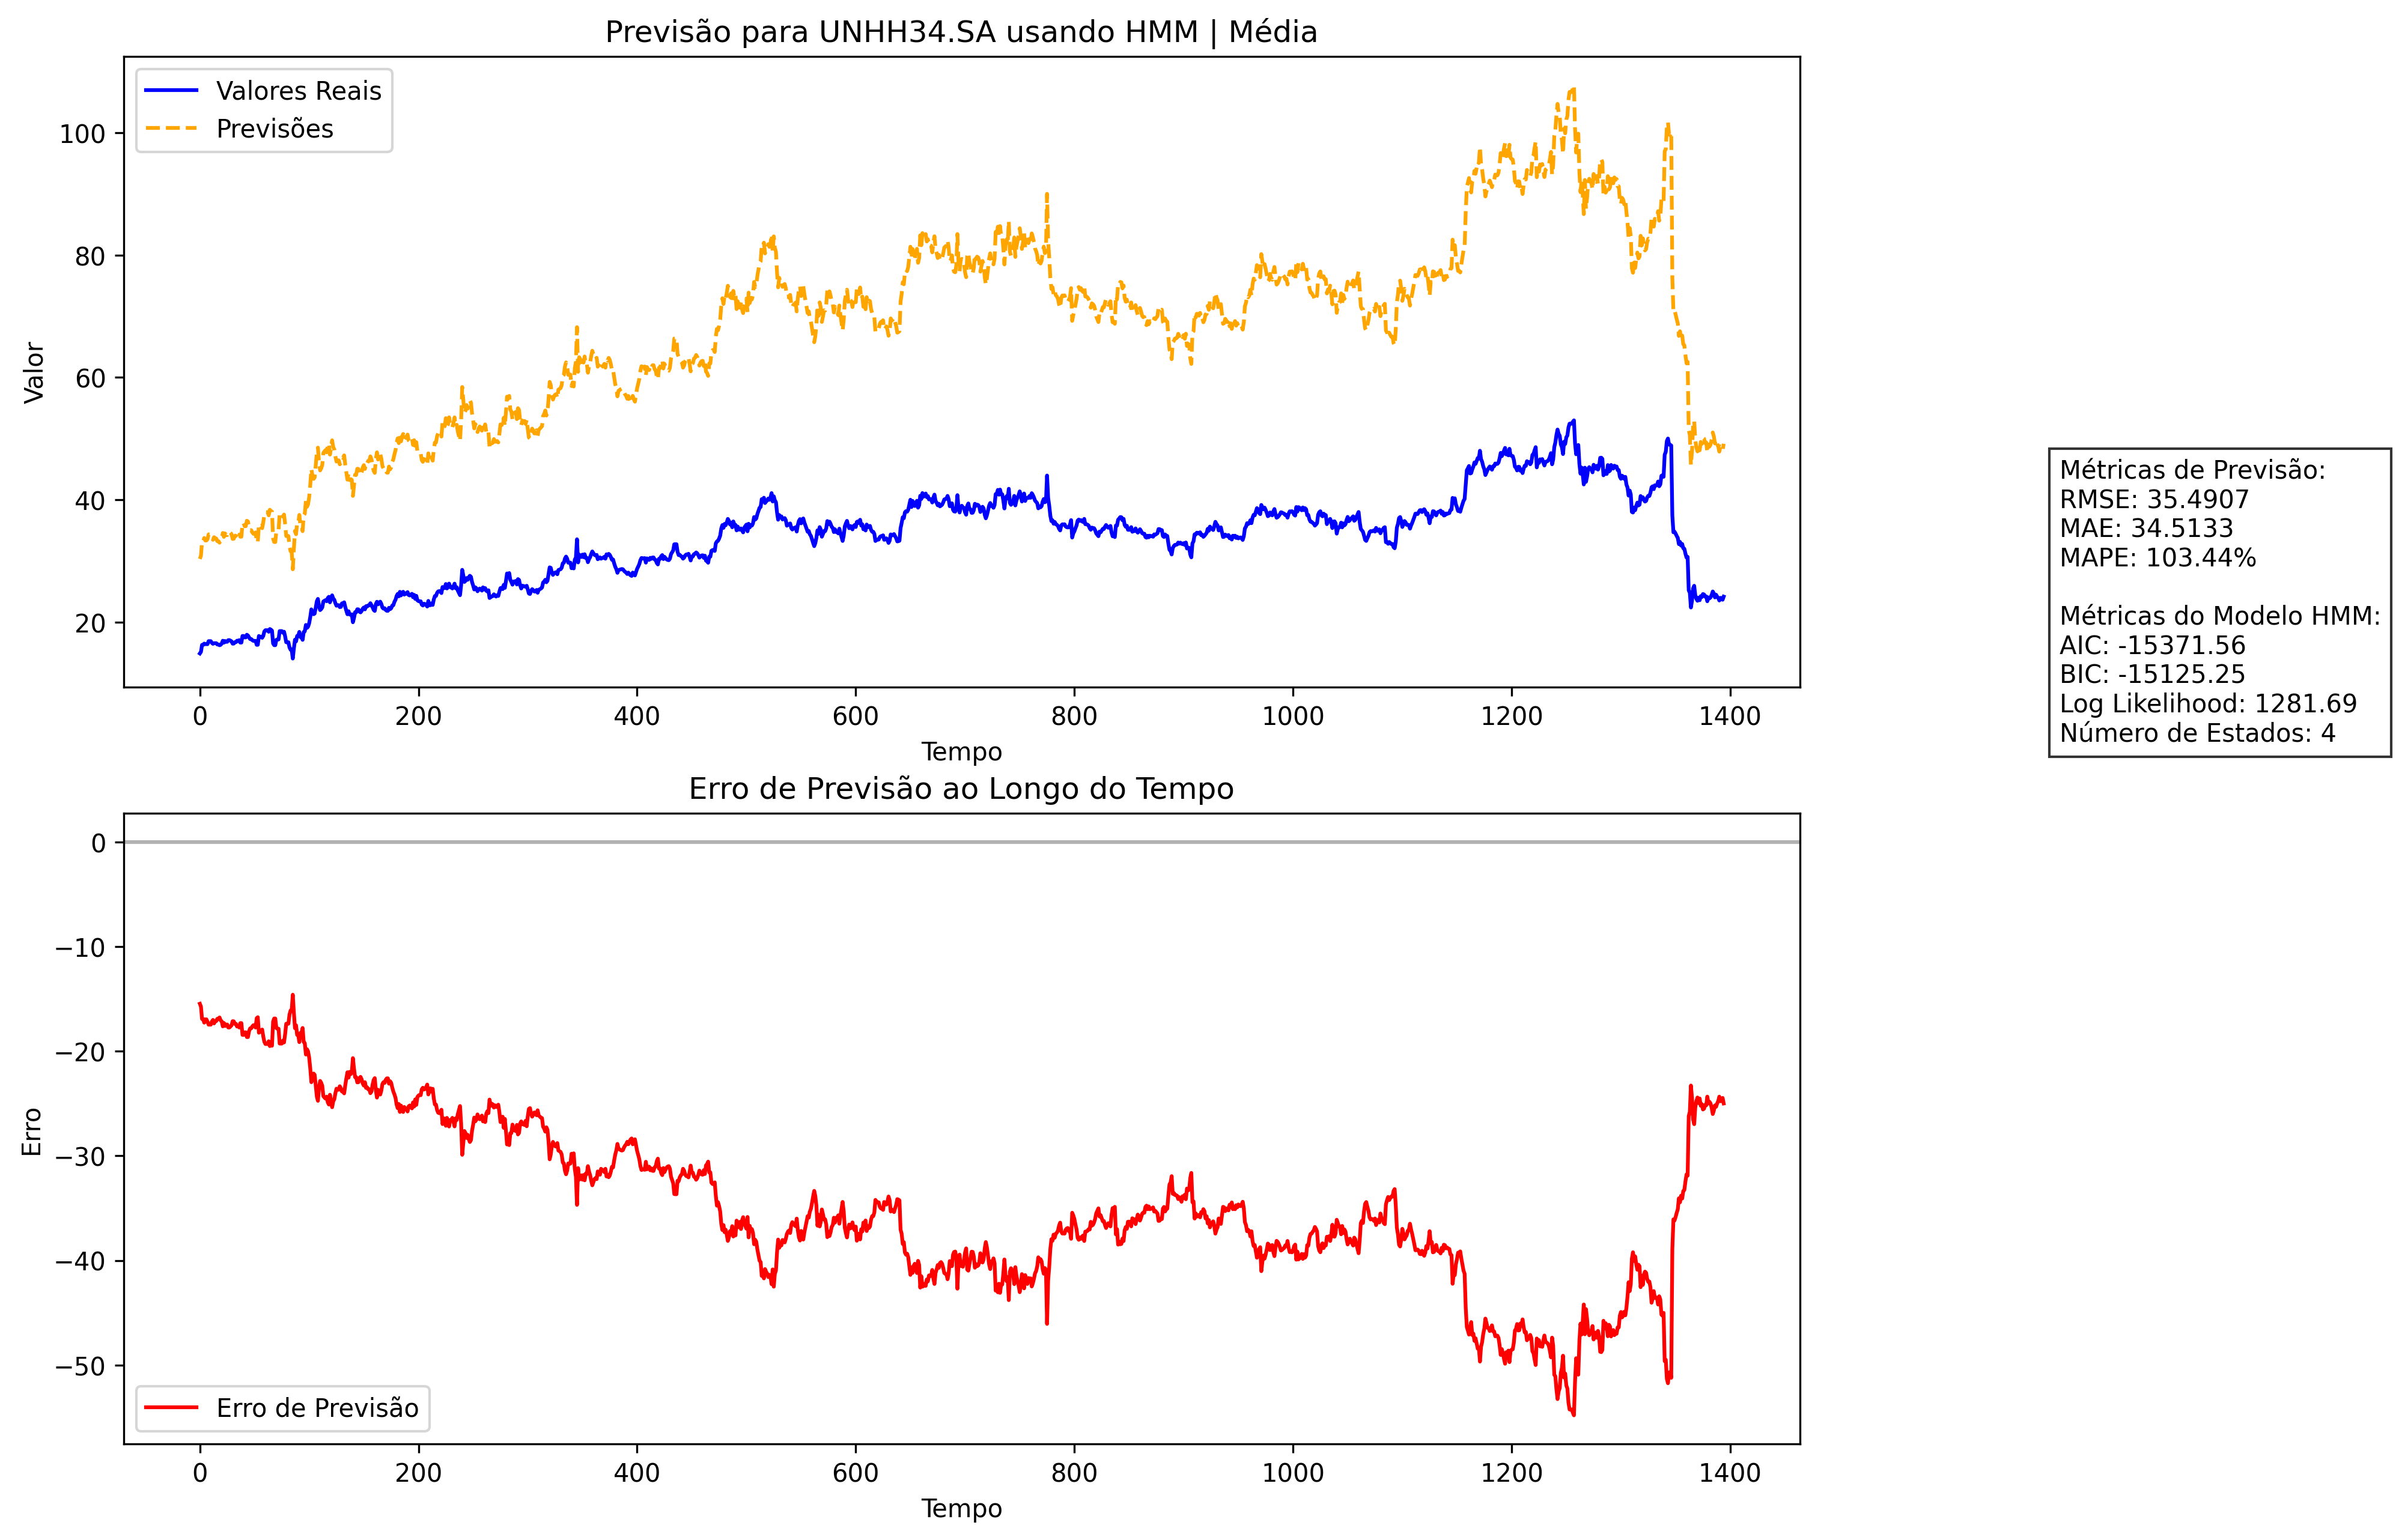 Previsão para UNHH34.SA usando HMM | Média
Valores Reais
Previsões
100
80
60
40
20
Valor
0 200 400 600 800 1000 1200 1400
Tempo
Métricas de Previsão:
RMSE: 35.4907
MAE: 34.5133
MAPE: 103.44%
Métricas do Modelo HMM:
AIC: -15371.56
BIC: -15125.25
Log Likelihood: 1281.69
Número de Estados: 4
Erro de Previsão ao Longo do Tempo
0
−10
−20
−30
−40
−50
Erro
Erro de Previsão
0 200 400 600 800 1000 1200 1400
Tempo